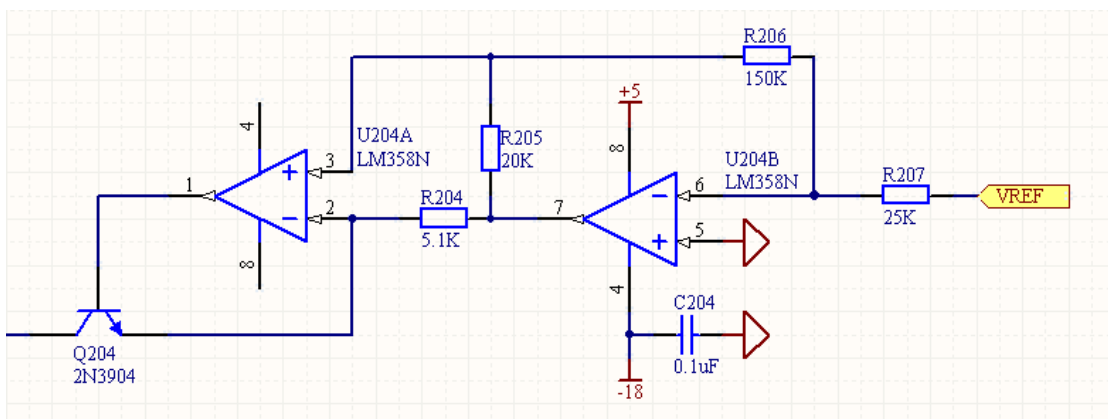 R206
150K
+5
4
8
U204A
LM358N
R205
20K
U204B
LM358N
3
+
1
R204
6
-
R207
VREF
2
-
7
5.1K
25K
5
+
8
4
C204
0.1uF
Q204
2N3904
-18